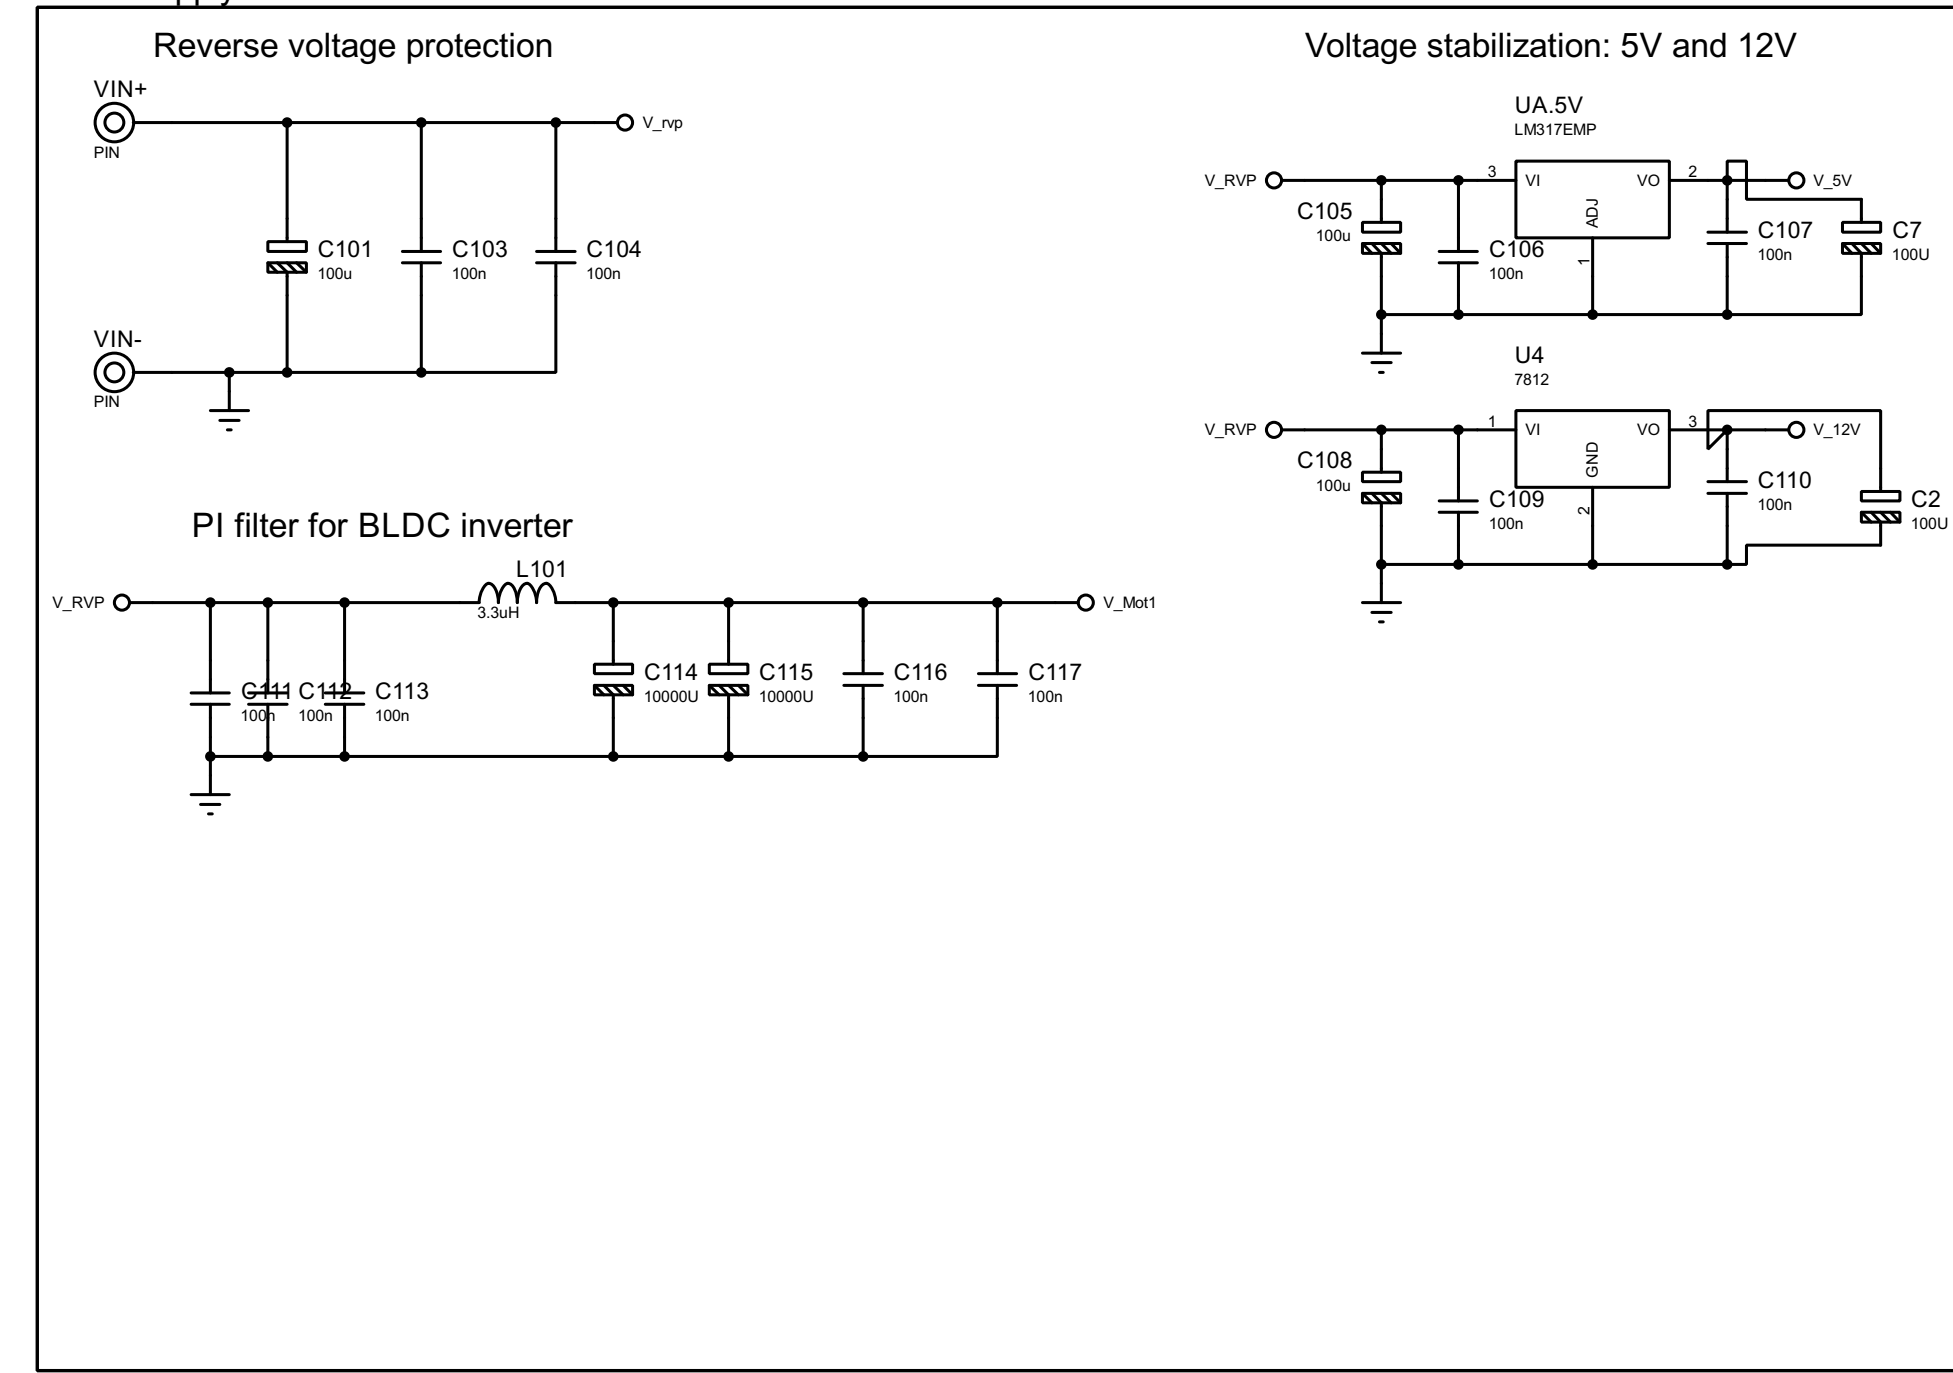 Reverse voltage protection
VIN+
PIN
V_rvp
C101
100u
C103
100n
C104
100n
VIN-
PIN
Voltage stabilization: 5V and 12V
UA.5V
LM317EMP
V_RVP
3
VI
VO
ADJ
2
1
V_5V
C105
100u
C106
100n
C107
100n
C7
100U
U4
7812
V_RVP
1
VI
VO
GND
3
2
V_12V
C108
100u
C109
100n
C110
100n
C2
100U
PI filter for BLDC inverter
L101
3.3uH
V_RVP
V_Mot1
C111
100n
C112
100n
C113
100n
C114
10000U
C115
10000U
C116
100n
C117
100n